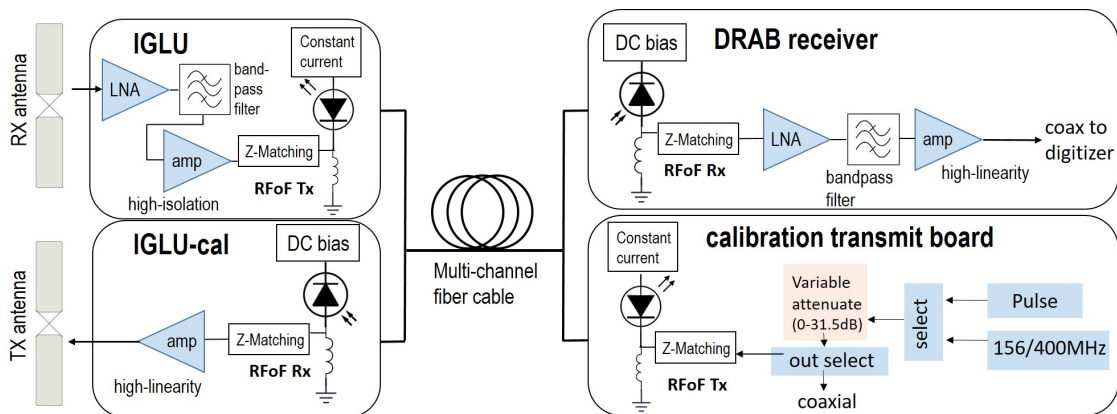 RX antenna
IGLU
LNA
band-
pass
filter
Constant
current
amp
Z-Matching
RFoF Tx
high-isolation
TX antenna
IGLU-cal
DC bias
amp
Z-Matching
RFoF Rx
high-linearity
Multi-channel
fiber cable
DRAB receiver
DC bias
Z-Matching
RFoF Rx
LNA
bandpass
filter
amp
high-linearity
coax to
digitizer
calibration transmit board
Constant
current
Z-Matching
RFoF Tx
Variable
attenuate
(0-31.5dB)
out select
coaxial
select
Pulse
156/400MHz